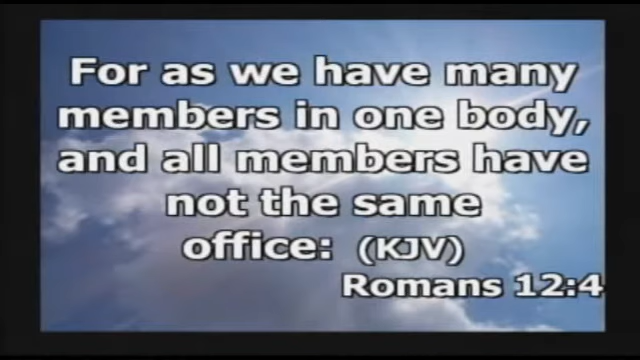 For as we have many
members in one body,
and all members have
not the same
office: (KJV)
Romans 12:4